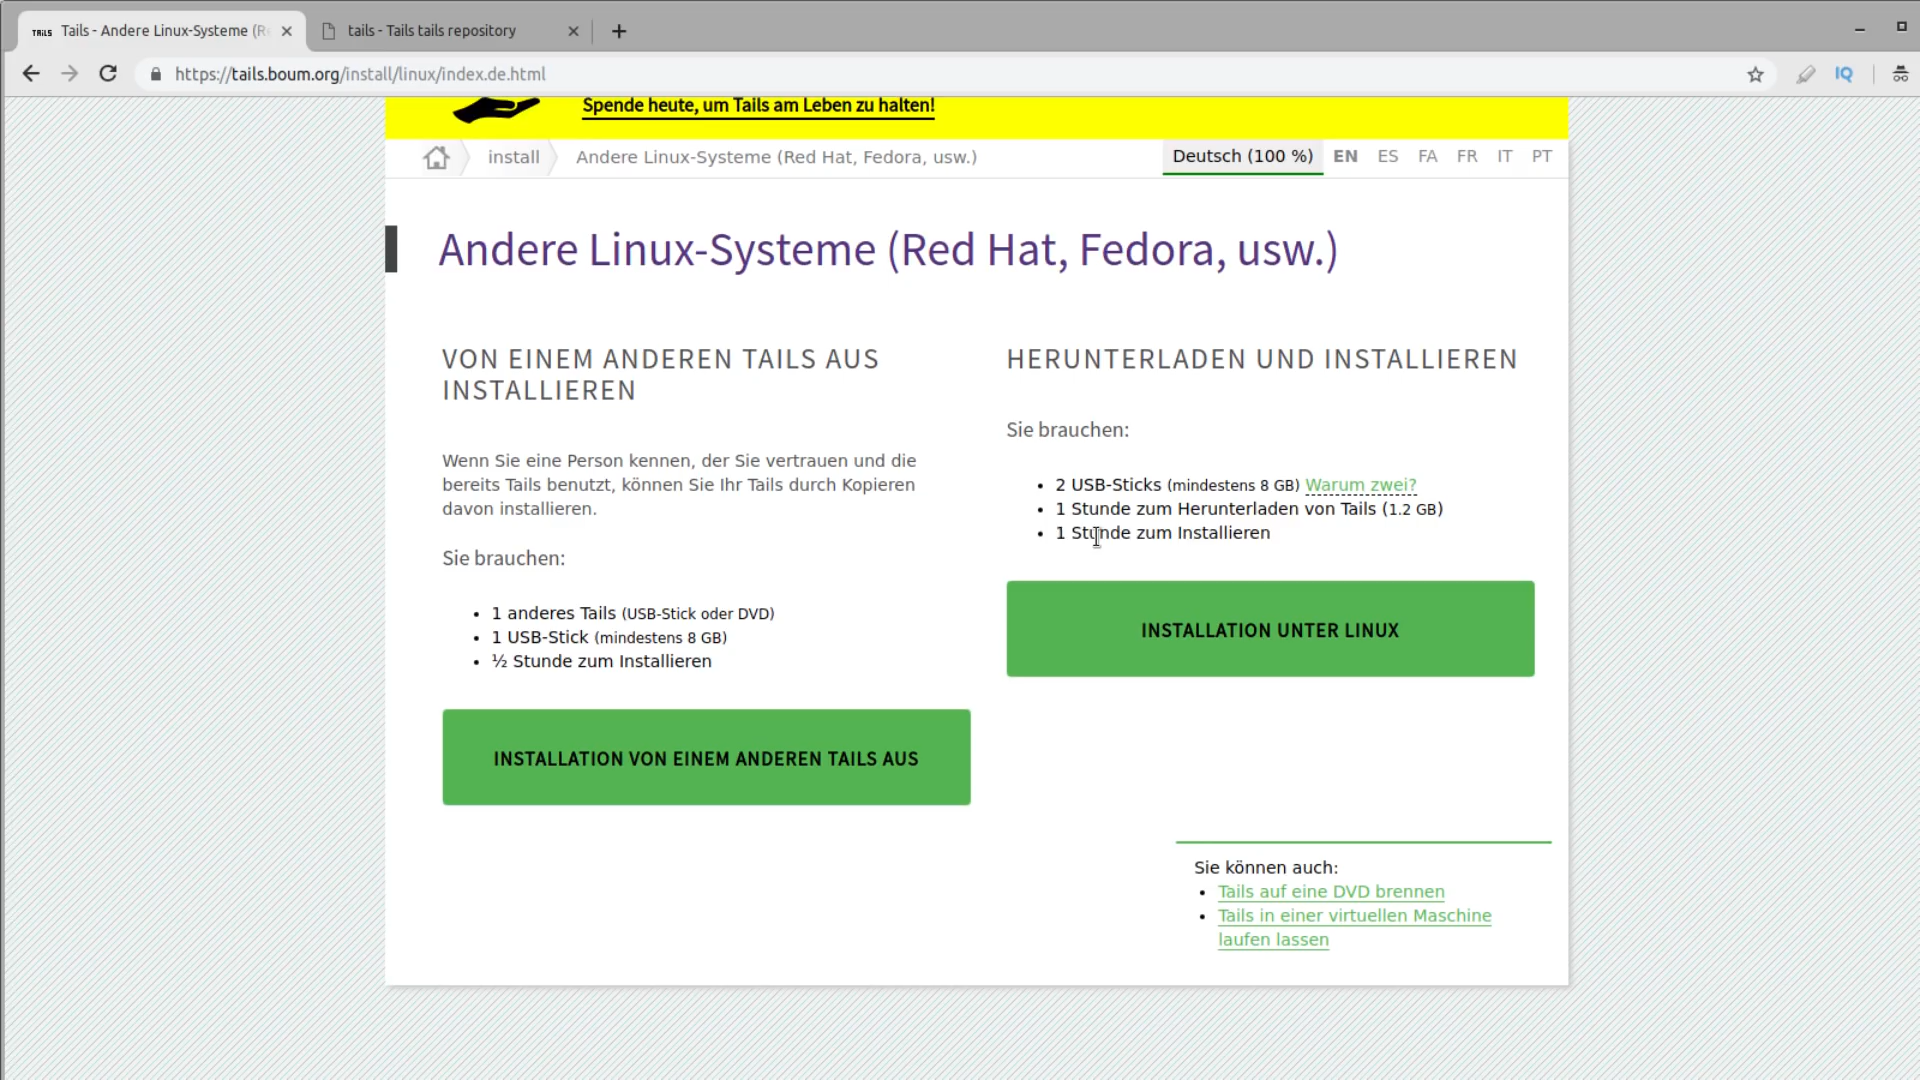 TAILS Tails - Andere Linux-Systeme (Re
tails - Tails tails repository
https://tails.boum.org/install/linux/index.de.html
IQ
Spende heute, um Tails am Leben zu halten!
install
Andere Linux-Systeme (Red Hat, Fedora, usw.)
Deutsch (100 %) EN ES FA FR IT PT
Andere Linux-Systeme (Red Hat, Fedora, usw.)
VON EINEM ANDEREN TAILS AUS
INSTALLIEREN
Wenn Sie eine Person kennen, der Sie vertrauen und die
bereits Tails benutzt, können Sie Ihr Tails durch Kopieren
davon installieren.
Sie brauchen:
• 1 anderes Tails (USB-Stick oder DVD)
• 1 USB-Stick (mindestens 8 GB)
• ½ Stunde zum Installieren
INSTALLATION VON EINEM ANDEREN TAILS AUS
HERUNTERLADEN UND INSTALLIEREN
Sie brauchen:
• 2 USB-Sticks (mindestens 8 GB) Warum zwei?
• 1 Stunde zum Herunterladen von Tails (1.2 GB)
• 1 Stunde zum Installieren
INSTALLATION UNTER LINUX
Sie können auch:
• Tails auf eine DVD brennen
• Tails in einer virtuellen Maschine
laufen lassen